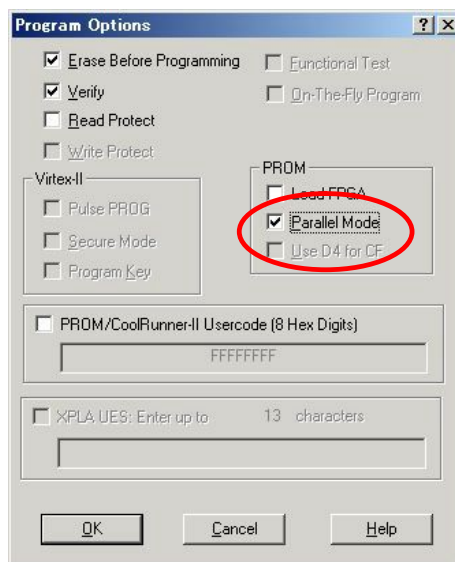 Program Options
Erase Before Programming
Functional Test
Verify
On-The-Fly Program
Read Protect
Write Protect
Virtex-II
Pulse PROG
Secure Mode
Program Key
PROM
Load FPGA
Parallel Mode
Use D4 for CF
PROM/CoolRunner-II Usercode (8 Hex Digits)
FFFFFFFF
XPLA UES: Enter up to 13 characters
OK Cancel Help